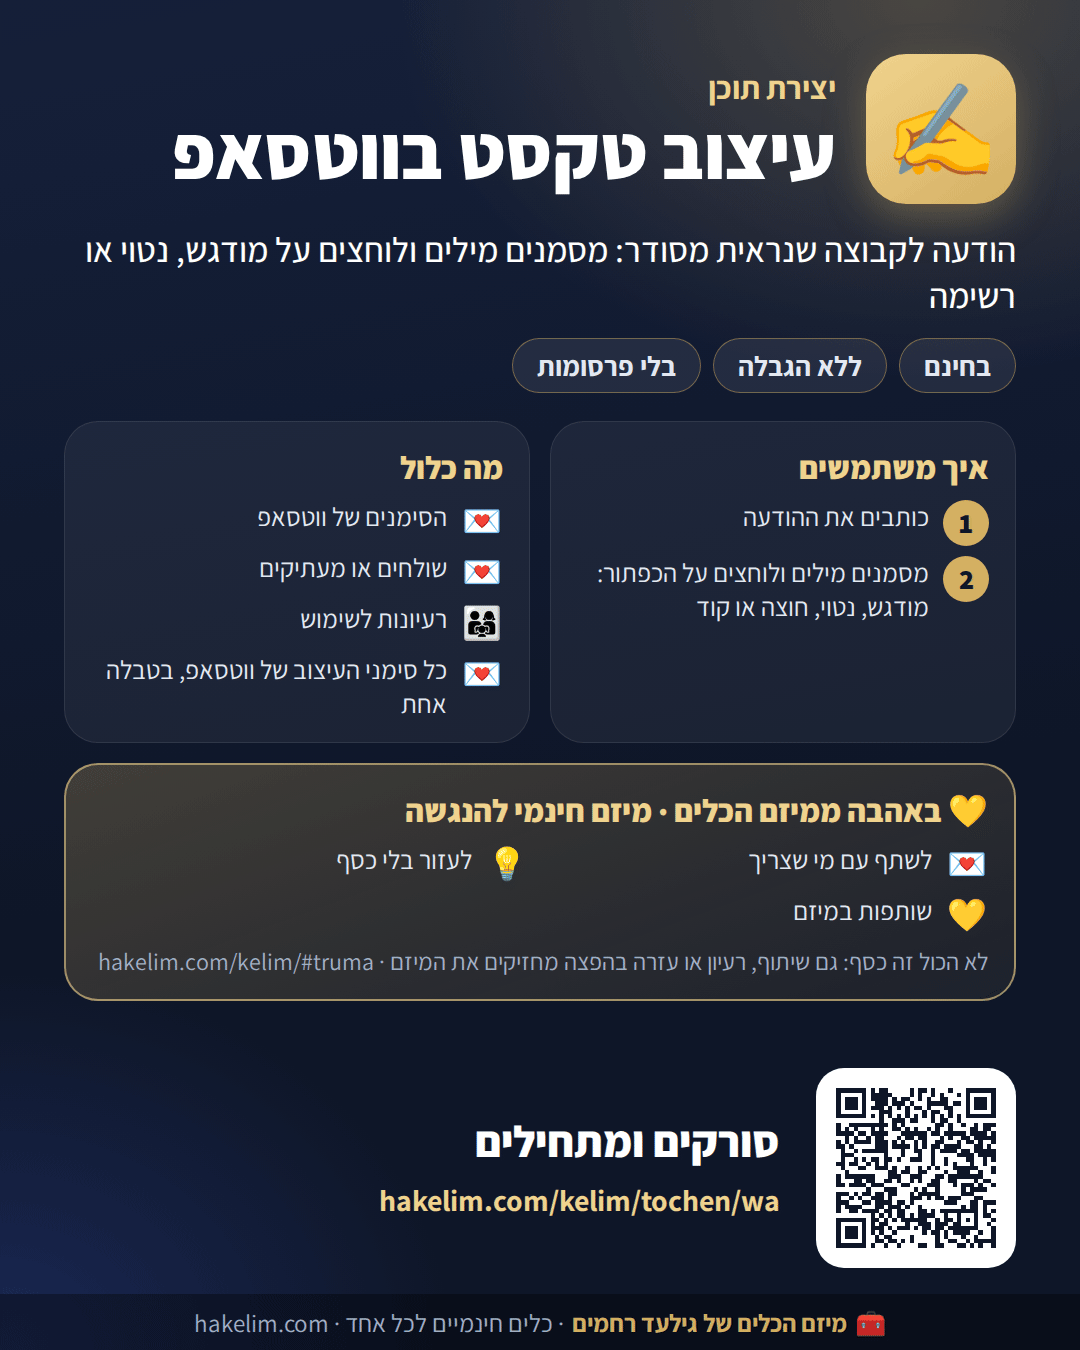 יצירת תוכן
עיצוב טקסט בווטסאפ
הודעה לקבוצה שנראית מסודר: מסמנים מילים ולוחצים על מודגש, נטוי או
רשימה
בחינם
ללא הגבלה
בלי פרסומות
איך משתמשים
1 כותבים את ההודעה
2 מסמנים מילים ולוחצים על הכפתור:
מודגש, נטוי, חוצה או קוד
מה כלול
הסימנים של ווטסאפ
שולחים או מעתיקים
רעיונות לשימוש
כל סימני העיצוב של ווטסאפ, בטבלה
אחת
באהבה ממיזם הכלים · מיזם חינמי להנגשה
לשתף עם מי שצריך
לעזור בלי כסף
שותפות במיזם
לא הכול זה כסף: גם שיתוף, רעיון או עזרה בהפצה מחזיקים את המיזם · hakelim.com/kelim/#truma
סורקים ומתחילים
hakelim.com/kelim/tochen/wa
מיזם הכלים של גילעד רחמים · כלים חינמיים לכל אחד · hakelim.com